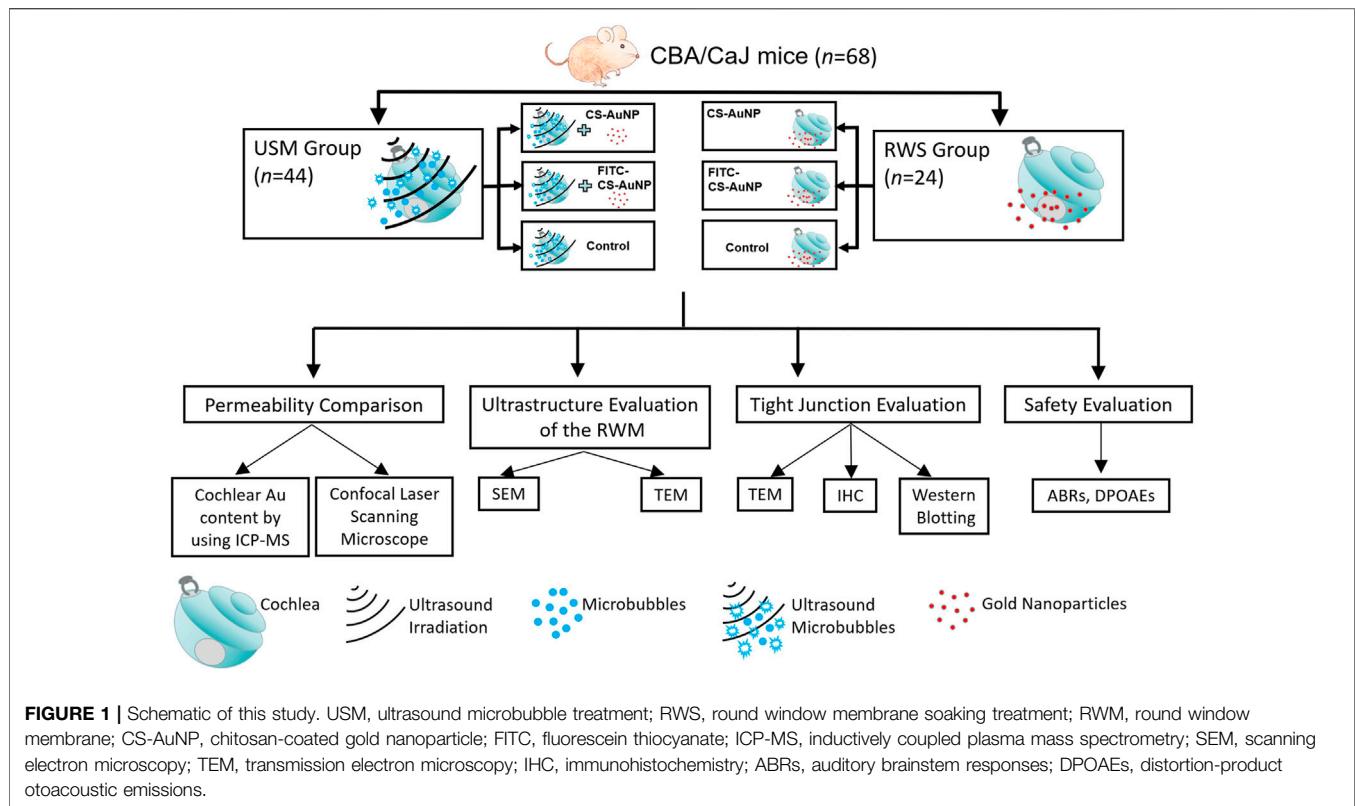 CBA/CaJ mice (n=68)
USM Group
(n=44)
CS-AuNP
FITC-
CS-AuNP
Control
CS-AuNP
FITC-
CS-AuNP
Control
RWS Group
(n=24)
Permeability Comparison
Ultrastructure Evaluation
of the RWM
Tight Junction Evaluation
Safety Evaluation
Cochlear Au
content by
using ICP-MS
Confocal Laser
Scanning
Microscope
SEM
TEM
TEM
IHC
Western
Blotting
ABRs, DPOAEs
Cochlea
Ultrasound
Irradiation
Microbubbles
Ultrasound
Microbubbles
Gold Nanoparticles
FIGURE 1 | Schematic of this study. USM, ultrasound microbubble treatment; RWS, round window membrane soaking treatment; RWM, round window
membrane; CS-AuNP, chitosan-coated gold nanoparticle; FITC, fluorescein thiocyanate; ICP-MS, inductively coupled plasma mass spectrometry; SEM, scanning
electron microscopy; TEM, transmission electron microscopy; IHC, immunohistochemistry; ABRs, auditory brainstem responses; DPOAEs, distortion-product
otoacoustic emissions.